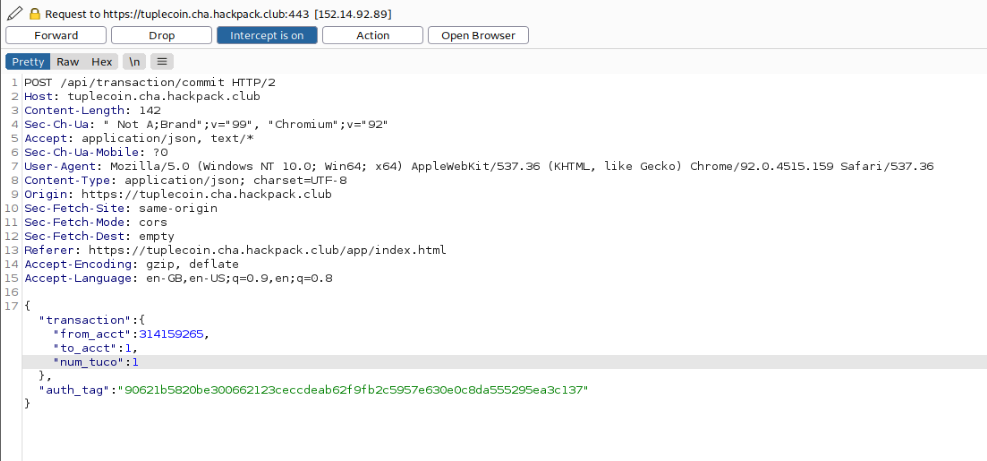 Request to https://tuplecoin.cha.hackpack.club:443 [152.14.92.89]
Forward Drop Intercept is on Action Open Browser
Pretty Raw Hex \n ≡
1 POST /api/transaction/commit HTTP/2
2 Host: tuplecoin.cha.hackpack.club
3 Content-Length: 142
4 Sec-Ch-Ua: " Not A;Brand";v="99", "Chromium";v="92"
5 Accept: application/json, text/*
6 Sec-Ch-Ua-Mobile: ?0
7 User-Agent: Mozilla/5.0 (Windows NT 10.0; Win64; x64) AppleWebKit/537.36 (KHTML, like Gecko) Chrome/92.0.4515.159 Safari/537.36
8 Content-Type: application/json; charset=UTF-8
9 Origin: https://tuplecoin.cha.hackpack.club
10 Sec-Fetch-Site: same-origin
11 Sec-Fetch-Mode: cors
12 Sec-Fetch-Dest: empty
13 Referer: https://tuplecoin.cha.hackpack.club/app/index.html
14 Accept-Encoding: gzip, deflate
15 Accept-Language: en-GB,en-US;q=0.9,en;q=0.8
16
17 {
"transaction":{
"from_acct":314159265,
"to_acct":1,
"num_tuco":1
},
"auth_tag":"90621b5820be300662123ceccdeab62f9fb2c5957e630e0c8da555295ea3c137"
}